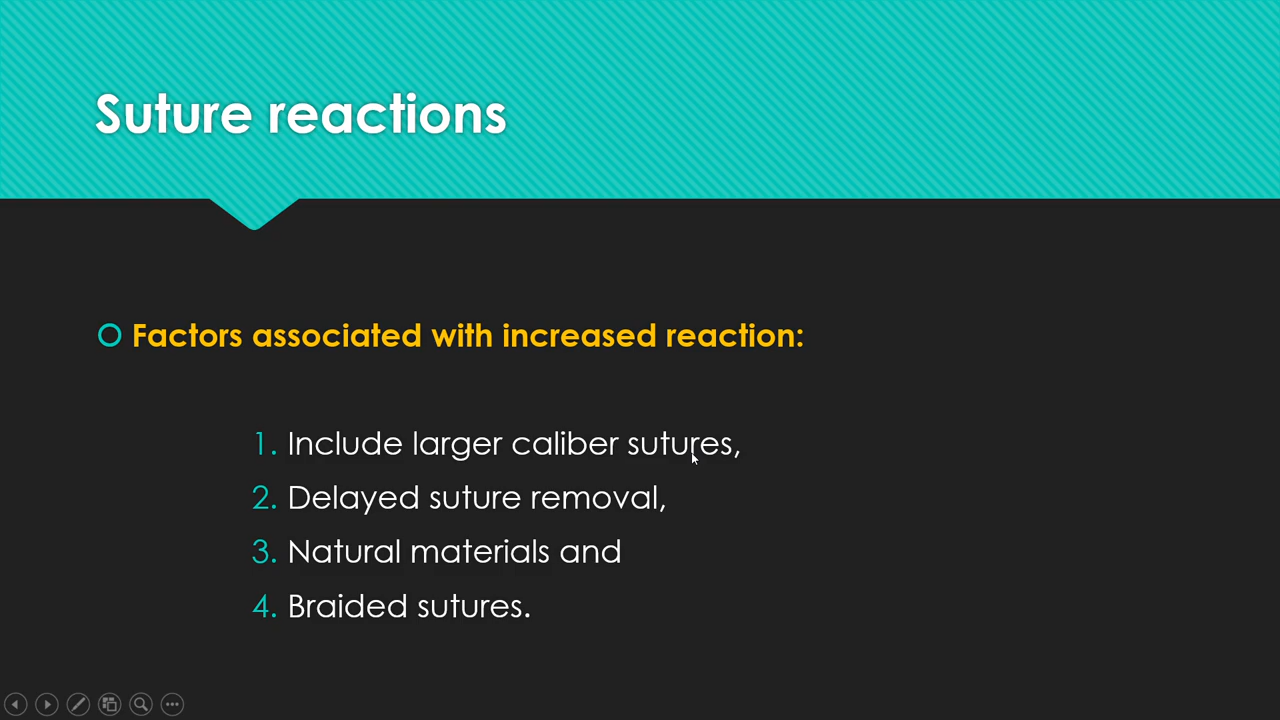 Suture reactions
Factors associated with increased reaction:
1. Include larger caliber sutures,
2. Delayed suture removal,
3. Natural materials and
4. Braided sutures.